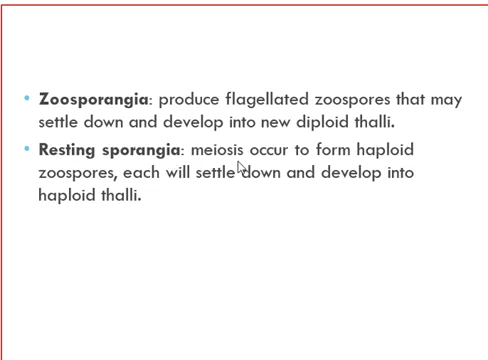 • Zoosporangia: produce flagellated zoospores that may
settle down and develop into new diploid thalli.
• Resting sporangia: meiosis occur to form haploid
zoospores, each will settle down and develop into
haploid thalli.